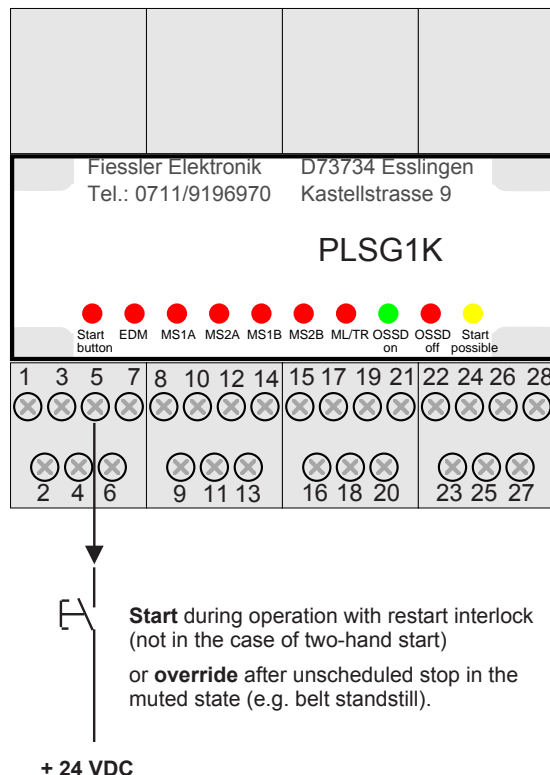 Fiessler Elektronik D73734 Esslingen
Tel.: 0711/9196970 Kastellstrasse 9
PLSG1K
Start button EDM MS1A MS2A MS1B MS2B ML/TR OSSD on OSSD off Start possible
1 3 5 7 8 10 12 14 15 17 19 21 22 24 26 28
2 4 6 9 11 13 16 18 20 23 25 27
Start during operation with restart interlock
(not in the case of two-hand start)
or override after unscheduled stop in the
muted state (e.g. belt standstill).
+ 24 VDC